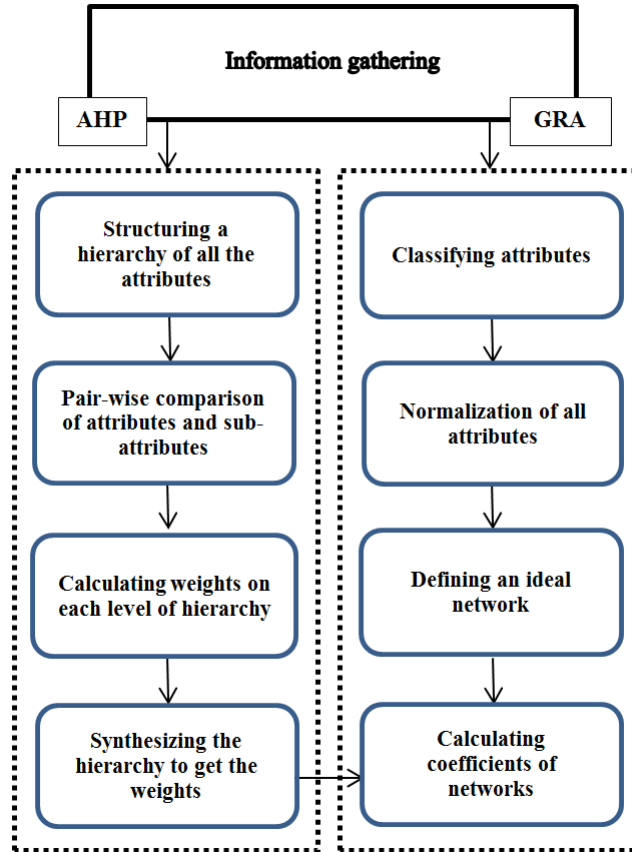 Information gathering
AHP
GRA
Structuring a
hierarchy of all the
attributes
Pair-wise comparison
of attributes and sub-
attributes
Calculating weights on
each level of hierarchy
Synthesizing the
hierarchy to get the
weights
Classifying attributes
Normalization of all
attributes
Defining an ideal
network
Calculating
coefficients of
networks